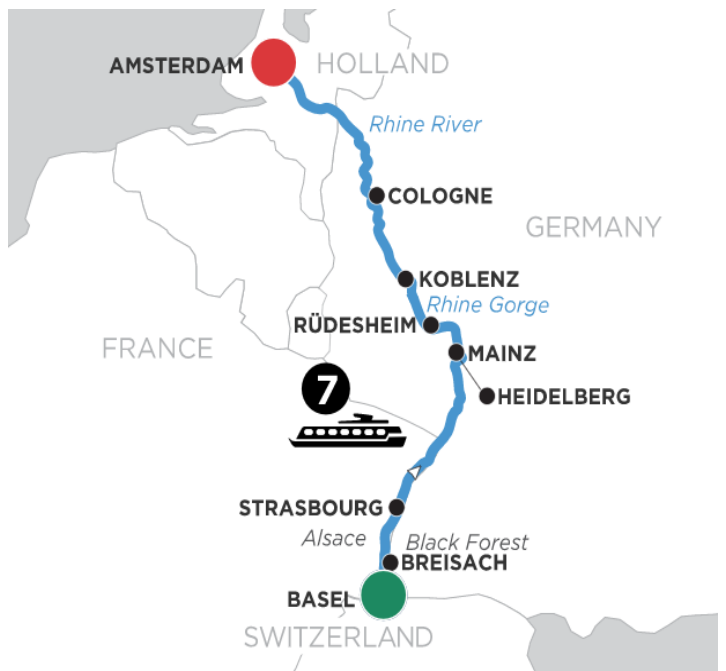 AMSTERDAM
HOLLAND
Rhine River
COLOGNE
GERMANY
KOBLENZ
Rhine Gorge
RÜDESHEIM
FRANCE
MAINZ
7
HEIDELBERG
STRASBOURG
Alsace
Black Forest
BREISACH
BASEL
SWITZERLAND